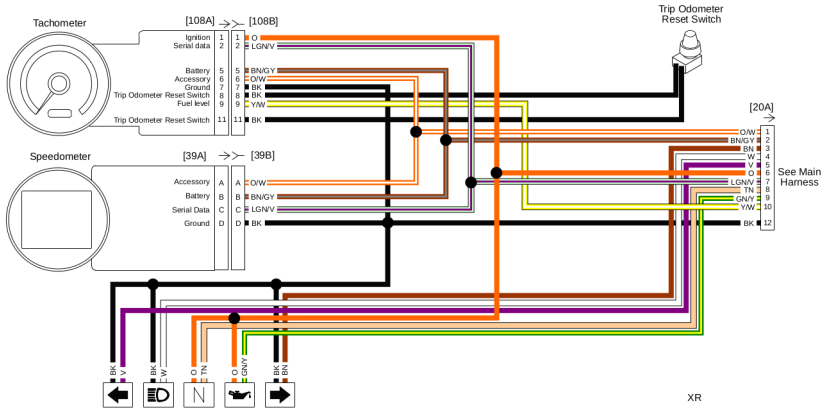 Tachometer
[108A]
[108B]
Ignition 1 1 O
Serial data 2 2 LGN/V
Battery 5 5 BN/GY
Accessory 6 6 O/W
Ground 7 7 BK
Trip Odometer Reset Switch 8 8 BK
Fuel level 9 9 Y/W
Trip Odometer Reset Switch 11 11 BK
Trip Odometer
Reset Switch
[20A]
O/W 1
BN/GY 2
BN 3
W 4
V 5
O 6
LGN/V 7
TN 8
GN/Y 9
Y/W 10
BK 12
See Main
Harness
Speedometer
[39A]
[39B]
Accessory A A O/W
Battery B B BN/GY
Serial Data C C LGN/V
Ground D D BK
BK
V
BK
W
O
TN
O
GN/Y
BK
BN
N
XR